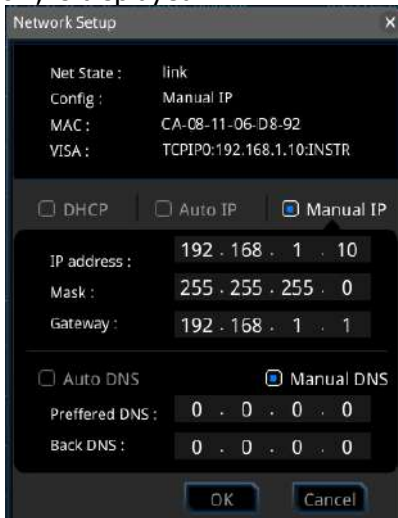 Network Setup
Net State : link
Config : Manual IP
MAC : CA-08-11-06-D8-92
VISA : TCPIP0:192.168.1.10:INSTR
DHCP Auto IP Manual IP
IP address : 192 . 168 . 1 . 10
Mask : 255 . 255 . 255 . 0
Gateway : 192 . 168 . 1 . 1
Auto DNS Manual DNS
Preffered DNS : 0 . 0 . 0 . 0
Back DNS : 0 . 0 . 0 . 0
OK Cancel